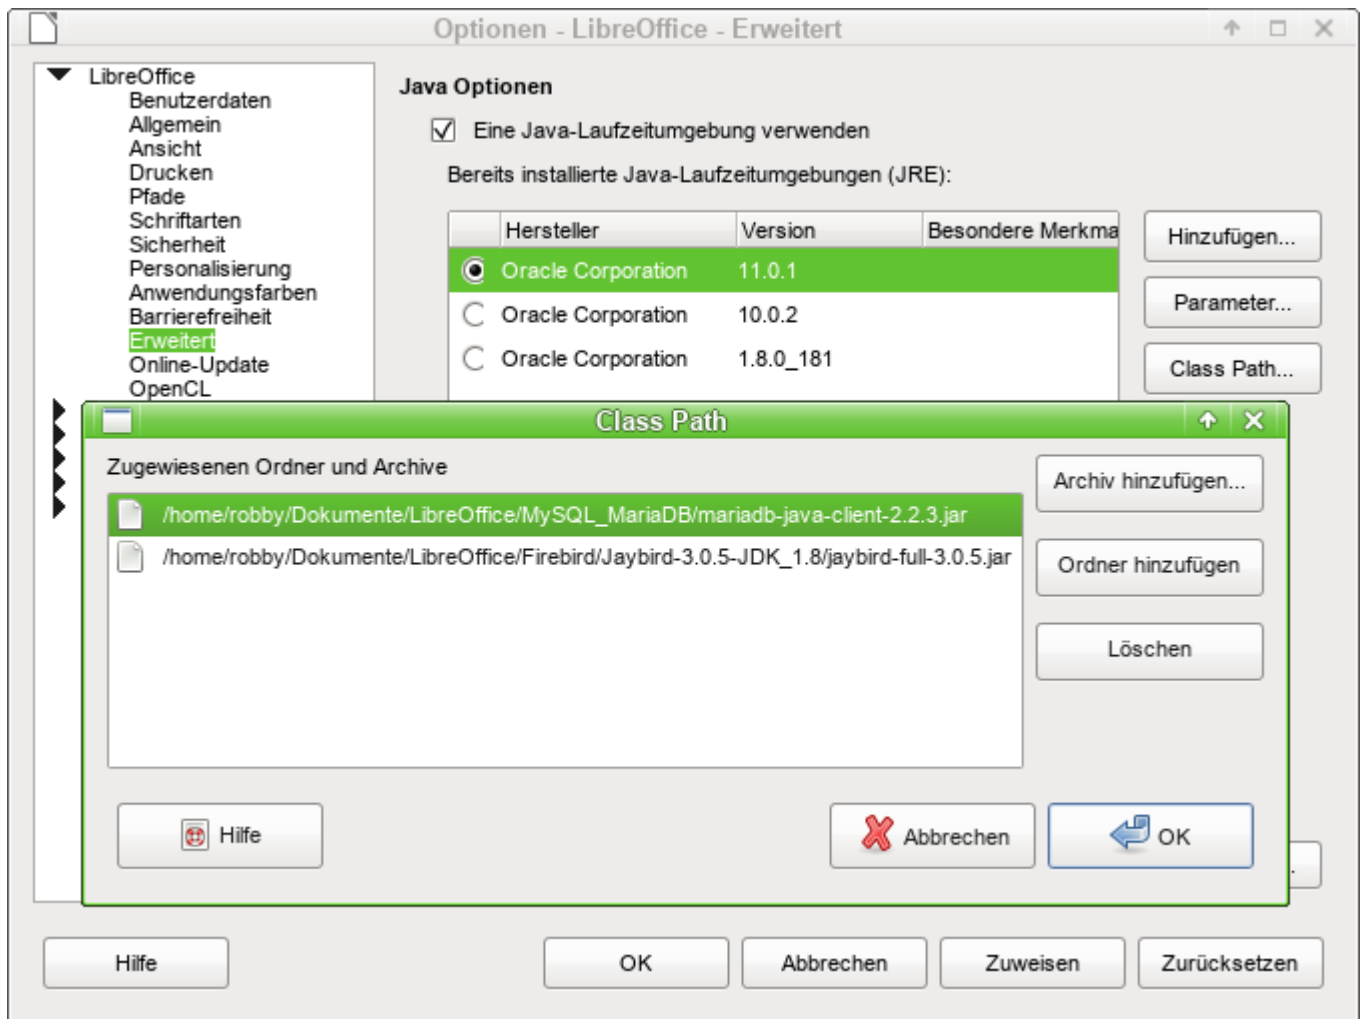 Optionen - LibreOffice - Erweitert
LibreOffice
Benutzerdaten
Allgemein
Ansicht
Drucken
Pfade
Schriftarten
Sicherheit
Personalisierung
Anwendungsfarben
Barrierefreiheit
Erweitert
Online-Update
OpenCL
Java Optionen
Eine Java-Laufzeitumgebung verwenden
Bereits installierte Java-Laufzeitumgebungen (JRE):
Hersteller Version Besondere Merkma
Oracle Corporation 11.0.1
Oracle Corporation 10.0.2
Oracle Corporation 1.8.0_181
Hinzufügen...
Parameter...
Class Path...
Class Path
Zugewiesenen Ordner und Archive
/home/robby/Dokumente/LibreOffice/MySQL_MariaDB/mariadb-java-client-2.2.3.jar
/home/robby/Dokumente/LibreOffice/Firebird/Jaybird-3.0.5-JDK_1.8/jaybird-full-3.0.5.jar
Archiv hinzufügen...
Ordner hinzufügen
Löschen
Hilfe Abbrechen OK
Hilfe OK Abbrechen Zuweisen Zurücksetzen